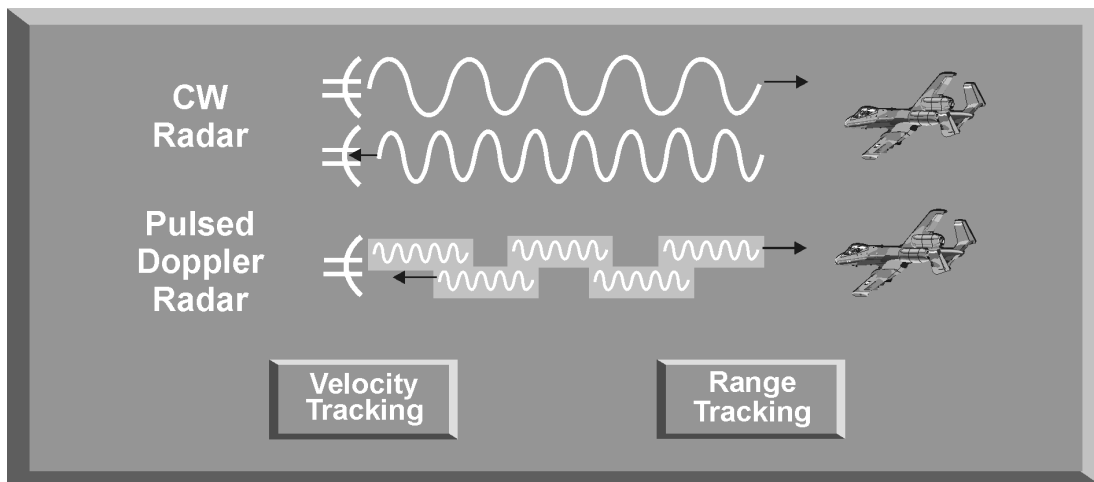 CW
Radar
Pulsed
Doppler
Radar
Velocity
Tracking
Range
Tracking